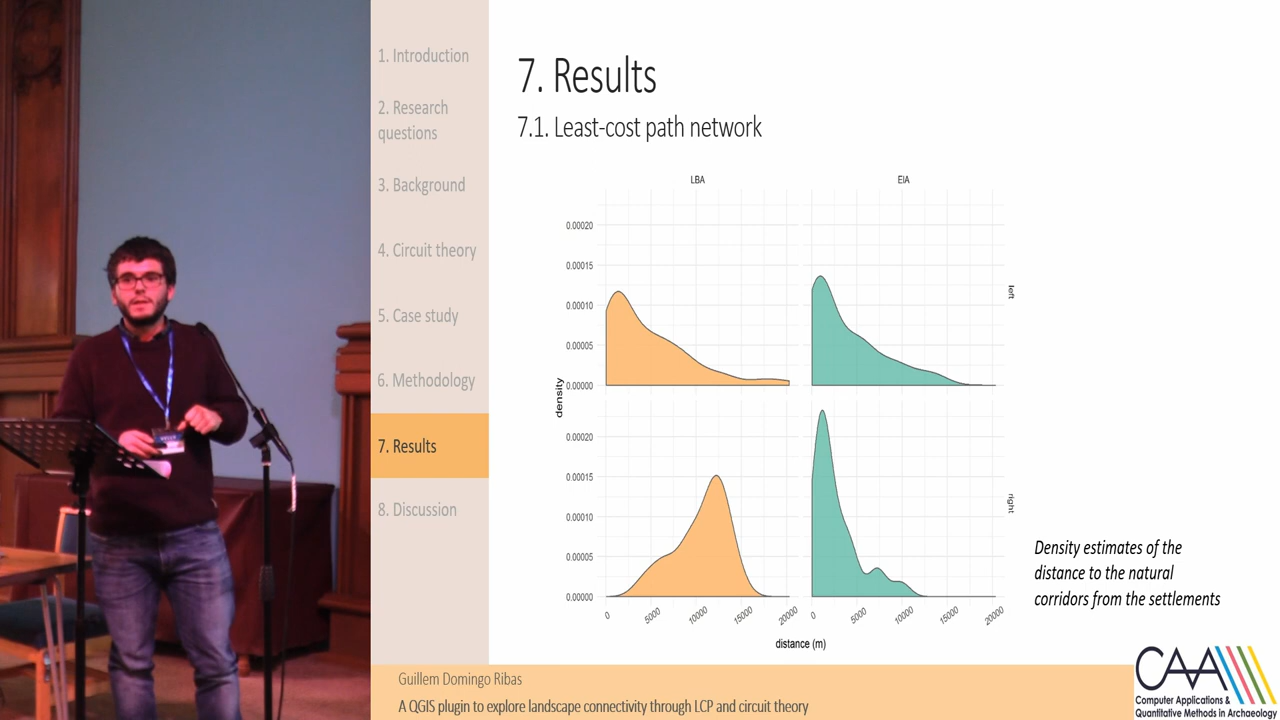 1. Introduction
2. Research
questions
3. Background
4. Circuit theory
5. Case study
6. Methodology
7. Results
8. Discussion
7. Results
7.1. Least-cost path network
LBA
EIA
0.00020
0.00015
0.00010
0.00005
0.00000
left
density
0.00020
0.00015
0.00010
0.00005
0.00000
right
0
5000
10000
15000
20000
0
5000
10000
15000
20000
distance (m)
Density estimates of the
distance to the natural
corridors from the settlements
Guillem Domingo Ribas
A QGIS plugin to explore landscape connectivity through LCP and circuit theory
CAA
Computer Applications &
Quantitative Methods in Archaeology